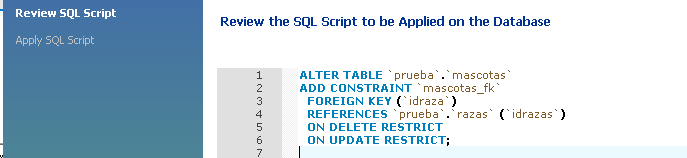 Review SQL Script
Apply SQL Script
Review the SQL Script to be Applied on the Database
1 ALTER TABLE `prueba`.`mascotas`
2 ADD CONSTRAINT `mascotas_fk`
3 FOREIGN KEY (`idraza`)
4 REFERENCES `prueba`.`razas` (`idrazas`)
5 ON DELETE RESTRICT
6 ON UPDATE RESTRICT;
7